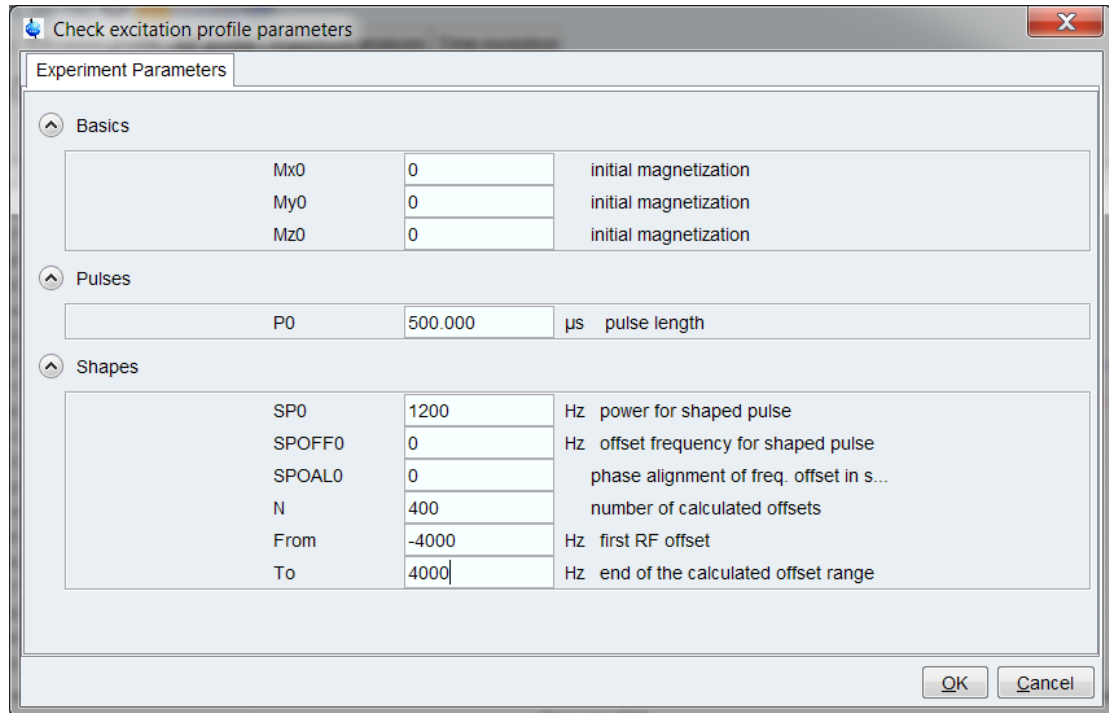 Check excitation profile parameters
X
Experiment Parameters
Basics
Mx0 0 initial magnetization
My0 0 initial magnetization
Mz0 0 initial magnetization
Pulses
P0 500.000 µs pulse length
Shapes
SP0 1200 Hz power for shaped pulse
SPOFF0 0 Hz offset frequency for shaped pulse
SPOAL0 0 phase alignment of freq. offset in s...
N 400 number of calculated offsets
From -4000 Hz first RF offset
To 4000 Hz end of the calculated offset range
OK Cancel